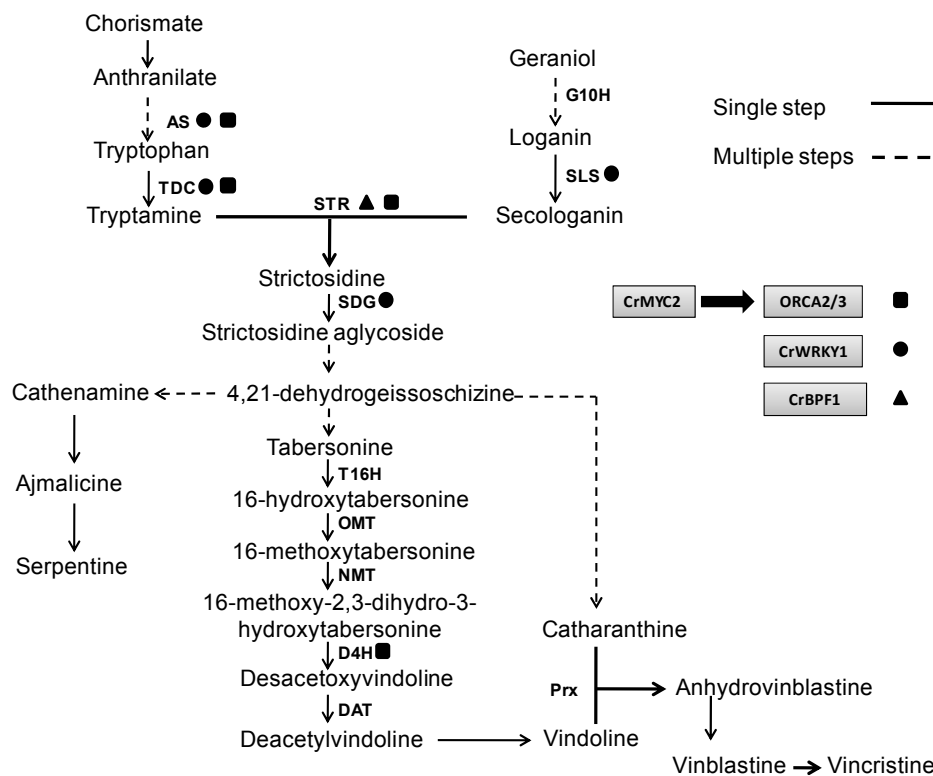 Chorismate
Anthranilate
AS
Tryptophan
TDC
Tryptamine
Geraniol
G10H
Loganin
SLS
Secologanin
Single step
Multiple steps
STR
Strictosidine
SDG
Strictosidine aglycoside
CrMYC2
ORCA2/3
CrWRKY1
CrBPF1
Cathenamine
4,21-dehydrogeissoschizine
Ajmalicine
Serpentine
Tabersonine
T16H
16-hydroxytabersonine
OMT
16-methoxytabersonine
NMT
16-methoxy-2,3-dihydro-3-
hydroxytabersonine
D4H
Desacetoxyvindoline
DAT
Deacetylvindoline
Catharanthine
Prx
Vindoline
Anhydrovinblastine
Vinblastine
Vincristine